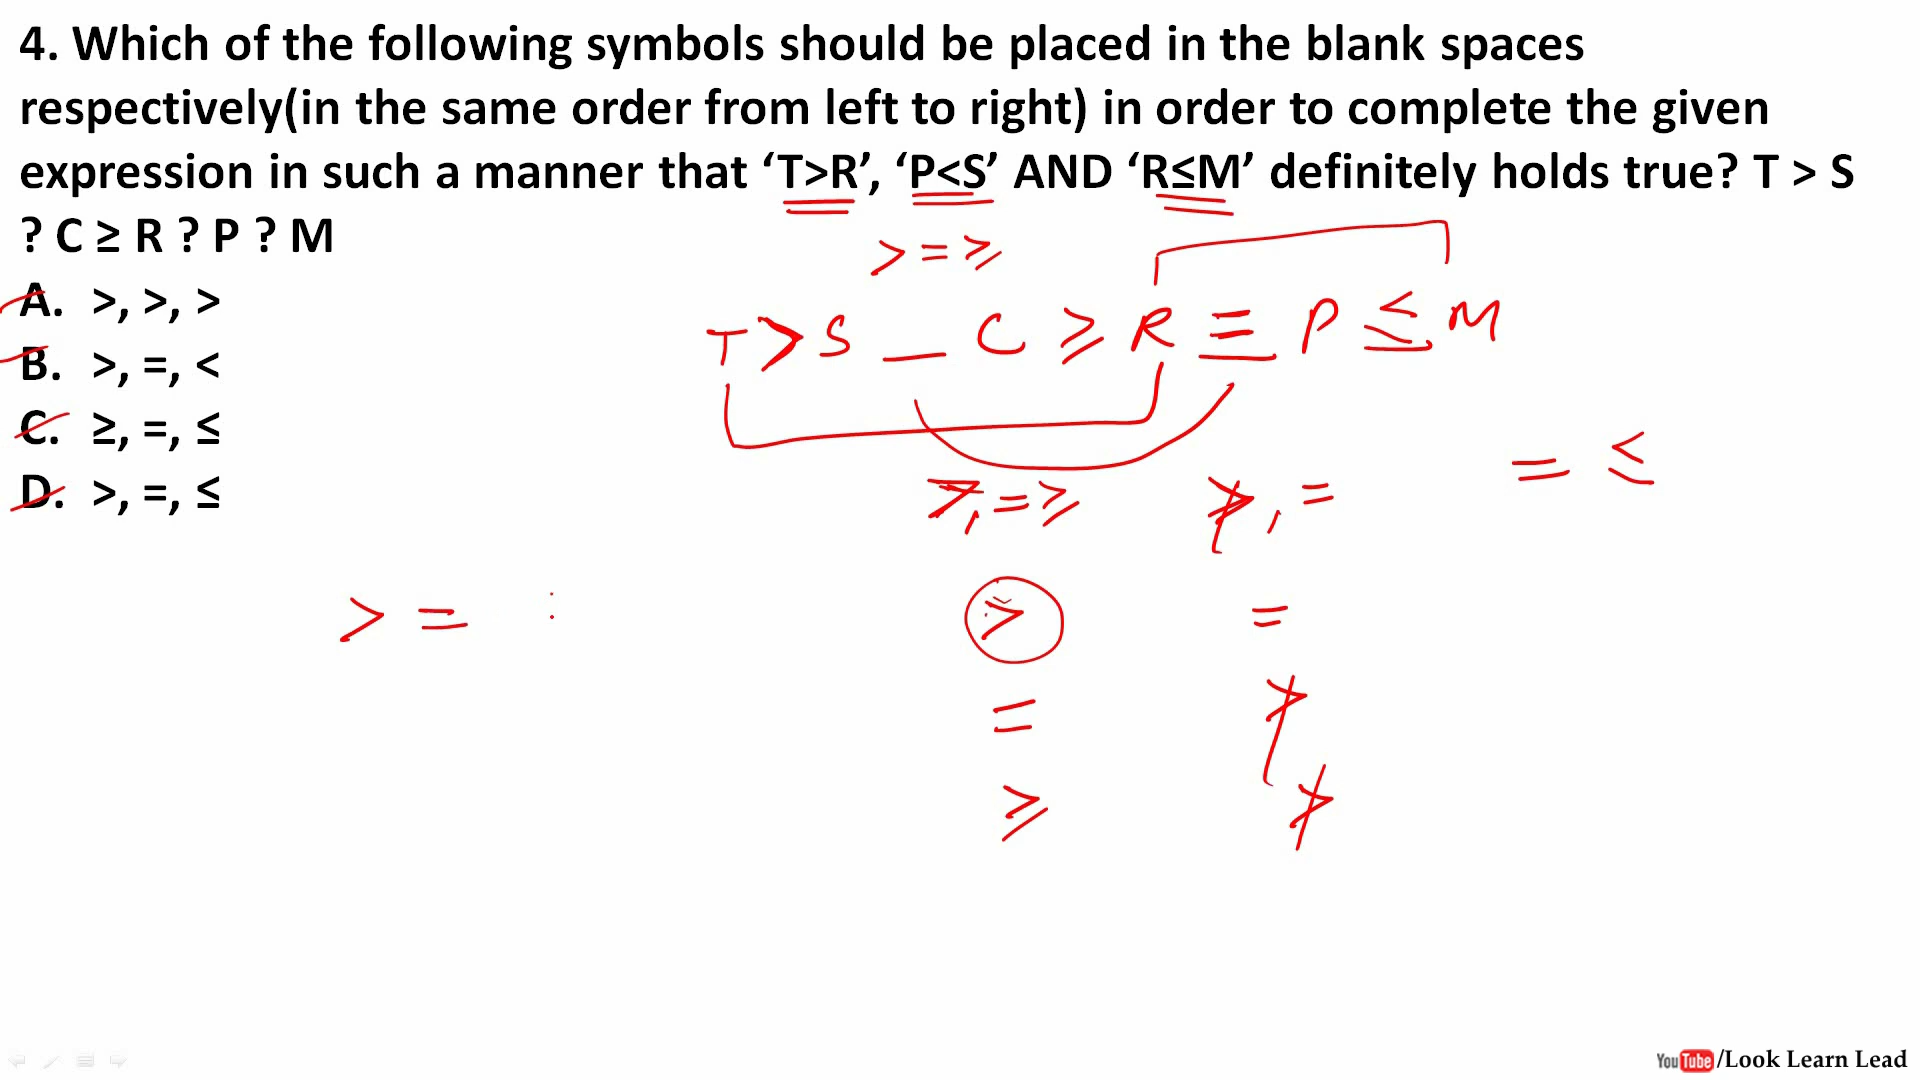 4. Which of the following symbols should be placed in the blank spaces
respectively(in the same order from left to right) in order to complete the given
expression in such a manner that ‘T>R’, ‘P<S’ AND ‘R≤M’ definitely holds true? T > S
? C ≥ R ? P ? M
> = ≥
A. >, >, >
T > S _ C ≥ R = P ≤ M
B. >, =, <
C. ≥, =, ≤
= ≤
D. >, =, ≤
>, = ≥ >, =
> = :
> =
= >
≥ >
YouTube/Look Learn Lead